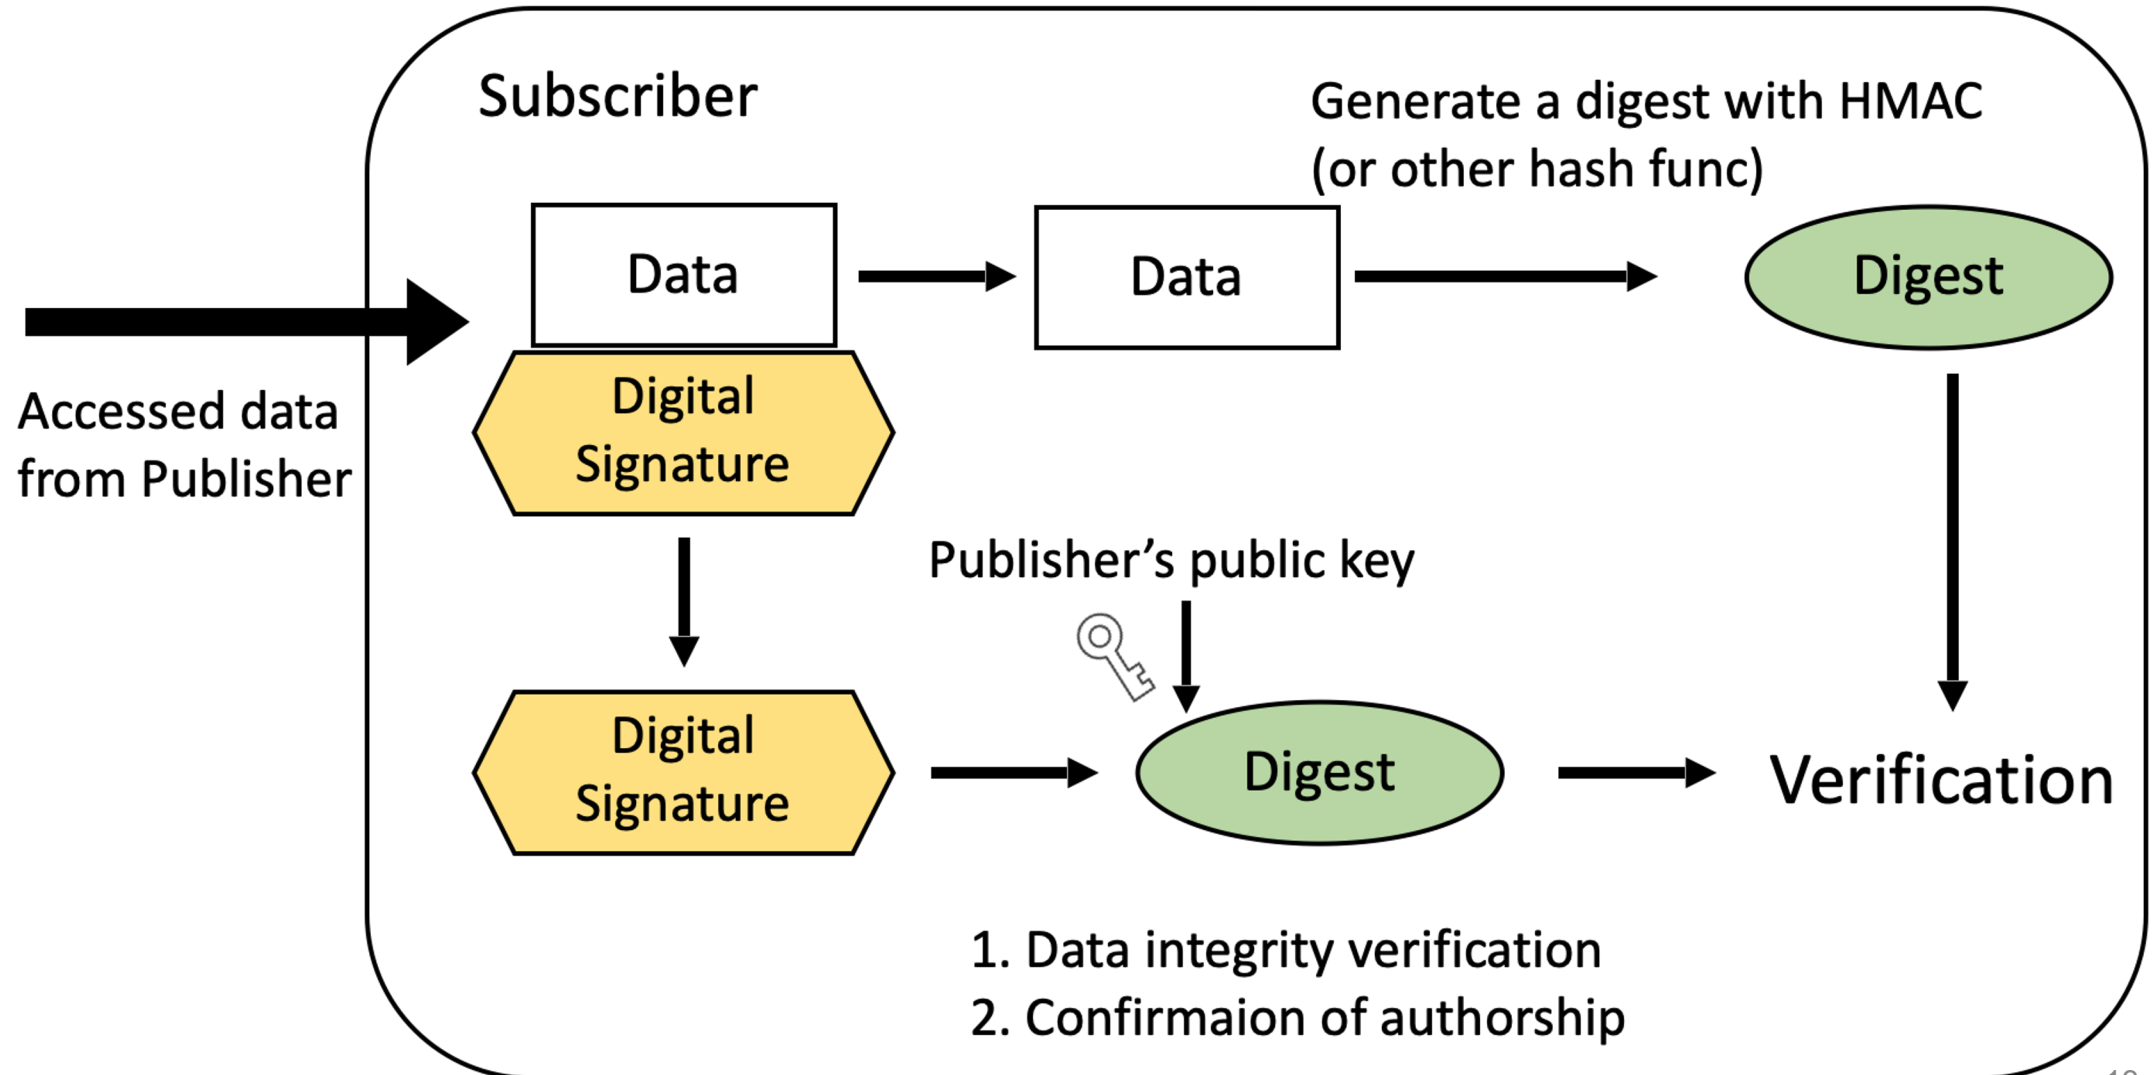 Subscriber
Generate a digest with HMAC
(or other hash func)
Data
Data
Digest
Digital
Signature
Accessed data
from Publisher
Publisher’s public key
Digital
Signature
Digest
Verification
1. Data integrity verification
2. Confirmaion of authorship